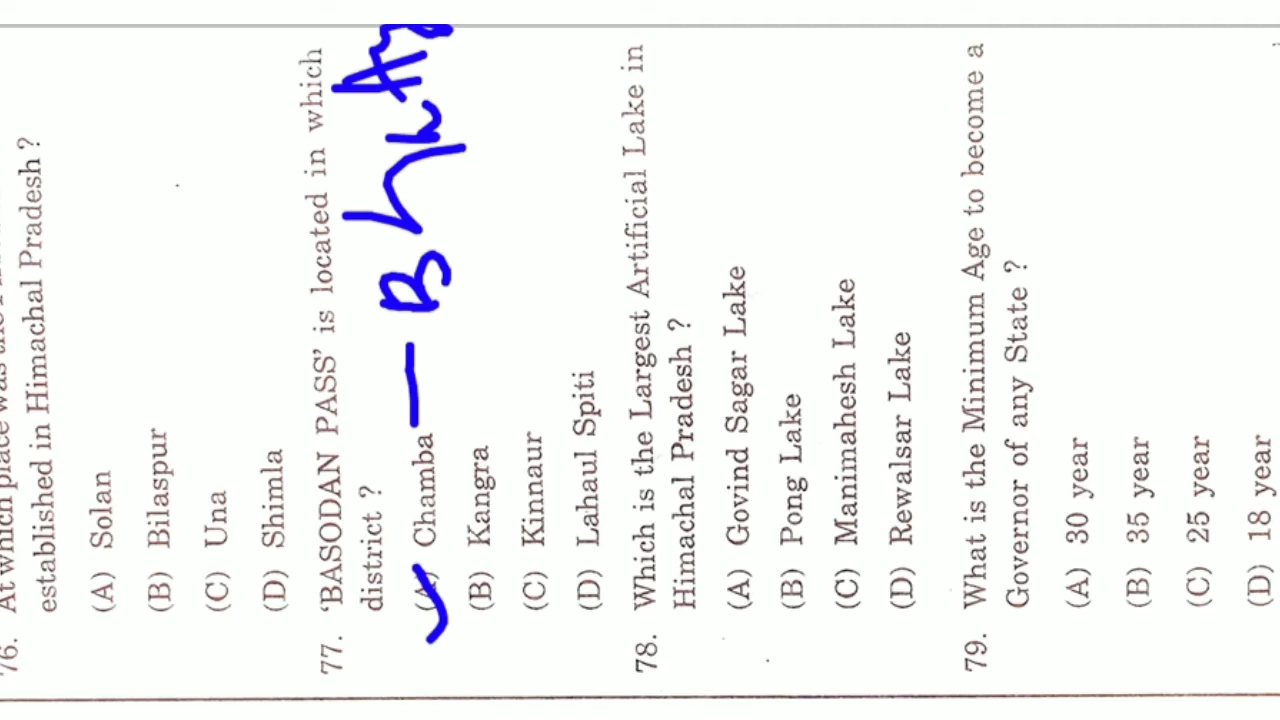 76. At which place was the
established in Himachal Pradesh ?
(A) Solan
(B) Bilaspur
(C) Una
(D) Shimla
77. 'BASODAN PASS' is located in which
district ?
(A) Chamba — Bh
(B) Kangra
(C) Kinnaur
(D) Lahaul Spiti
78. Which is the Largest Artificial Lake in
Himachal Pradesh ?
(A) Govind Sagar Lake
(B) Pong Lake
(C) Manimahesh Lake
(D) Rewalsar Lake
79. What is the Minimum Age to become a
Governor of any State ?
(A) 30 year
(B) 35 year
(C) 25 year
(D) 18 year